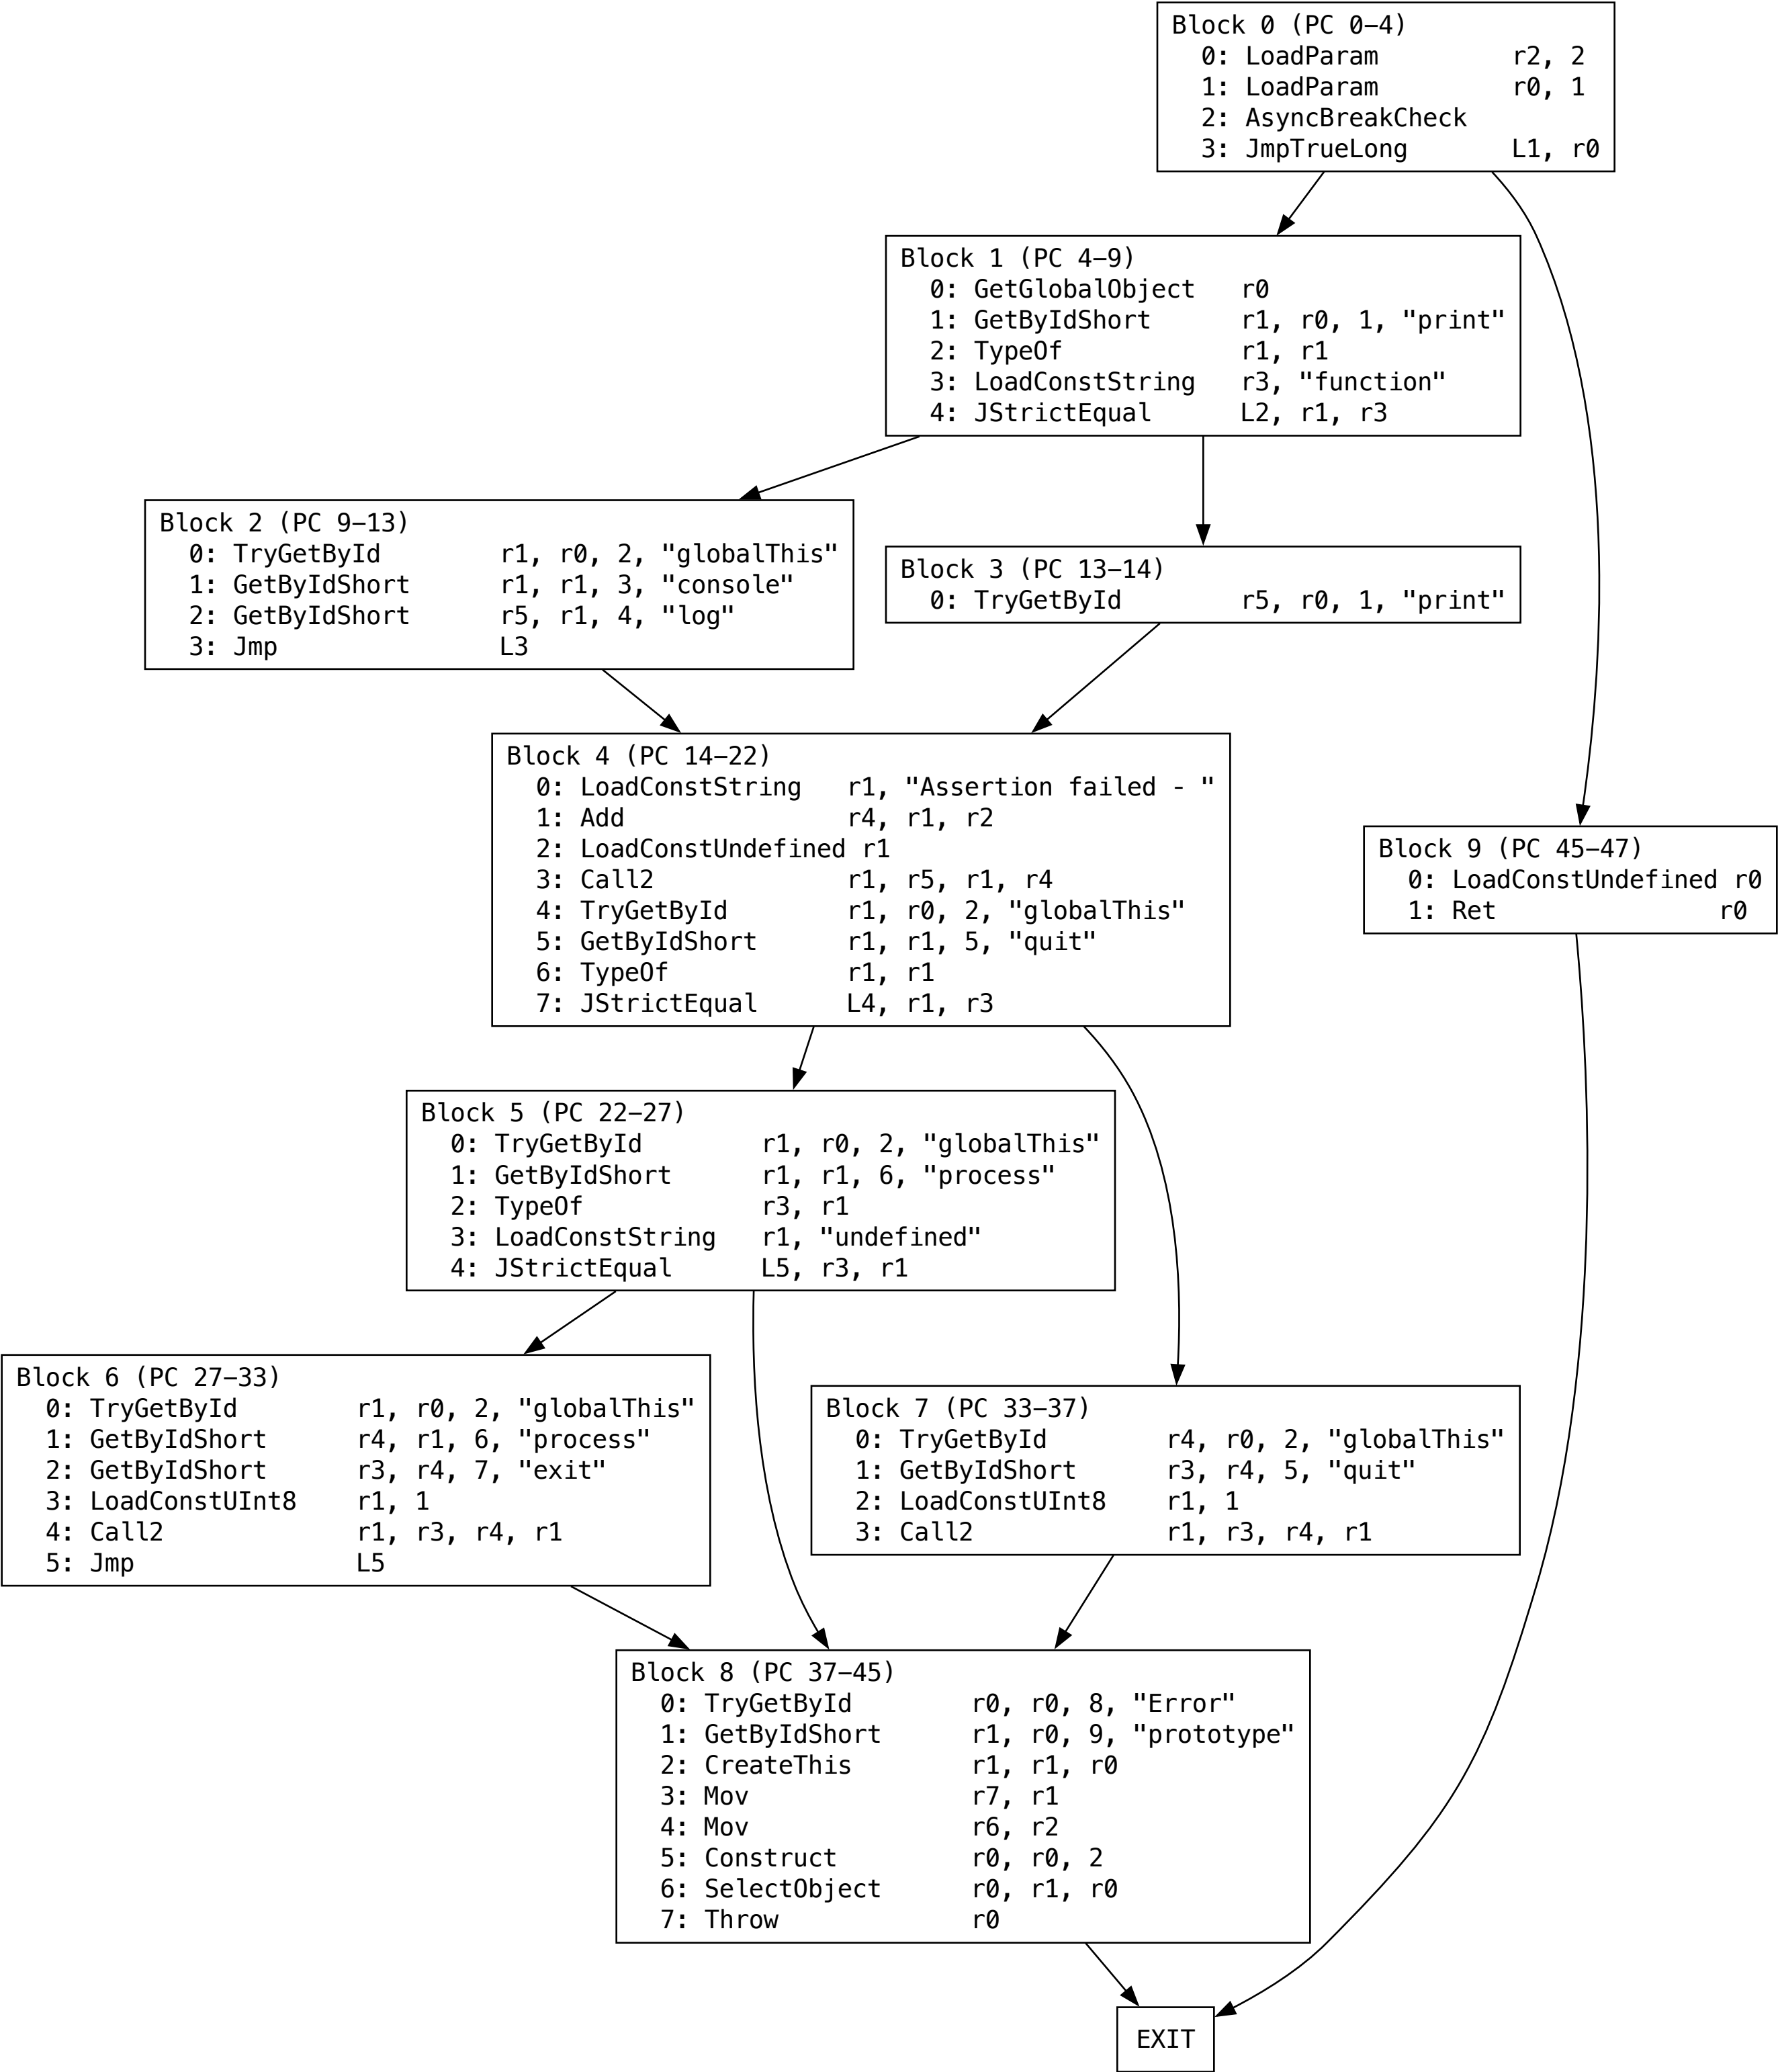 Block 0 (PC 0–4)
0: LoadParam r2, 2
1: LoadParam r0, 1
2: AsyncBreakCheck
3: JmpTrueLong L1, r0
Block 1 (PC 4–9)
0: GetGlobalObject r0
1: GetByIdShort r1, r0, 1, "print"
2: TypeOf r1, r1
3: LoadConstString r3, "function"
4: JStrictEqual L2, r1, r3
Block 2 (PC 9–13)
0: TryGetById r1, r0, 2, "globalThis"
1: GetByIdShort r1, r1, 3, "console"
2: GetByIdShort r5, r1, 4, "log"
3: Jmp L3
Block 3 (PC 13–14)
0: TryGetById r5, r0, 1, "print"
Block 4 (PC 14–22)
0: LoadConstString r1, "Assertion failed - "
1: Add r4, r1, r2
2: LoadConstUndefined r1
3: Call2 r1, r5, r1, r4
4: TryGetById r1, r0, 2, "globalThis"
5: GetByIdShort r1, r1, 5, "quit"
6: TypeOf r1, r1
7: JStrictEqual L4, r1, r3
Block 9 (PC 45–47)
0: LoadConstUndefined r0
1: Ret r0
Block 5 (PC 22–27)
0: TryGetById r1, r0, 2, "globalThis"
1: GetByIdShort r1, r1, 6, "process"
2: TypeOf r3, r1
3: LoadConstString r1, "undefined"
4: JStrictEqual L5, r3, r1
Block 6 (PC 27–33)
0: TryGetById r1, r0, 2, "globalThis"
1: GetByIdShort r4, r1, 6, "process"
2: GetByIdShort r3, r4, 7, "exit"
3: LoadConstUInt8 r1, 1
4: Call2 r1, r3, r4, r1
5: Jmp L5
Block 7 (PC 33–37)
0: TryGetById r4, r0, 2, "globalThis"
1: GetByIdShort r3, r4, 5, "quit"
2: LoadConstUInt8 r1, 1
3: Call2 r1, r3, r4, r1
Block 8 (PC 37–45)
0: TryGetById r0, r0, 8, "Error"
1: GetByIdShort r1, r0, 9, "prototype"
2: CreateThis r1, r1, r0
3: Mov r7, r1
4: Mov r6, r2
5: Construct r0, r0, 2
6: SelectObject r0, r1, r0
7: Throw r0
EXIT